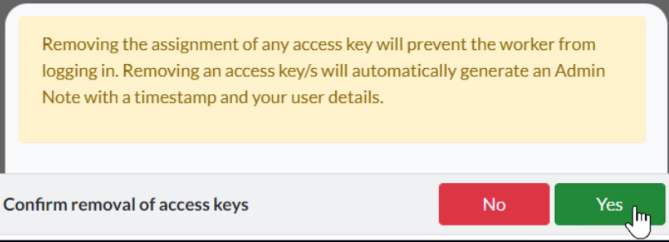 Removing the assignment of any access key will prevent the worker from
logging in. Removing an access key/s will automatically generate an Admin
Note with a timestamp and your user details.
Confirm removal of access keys
No
Yes